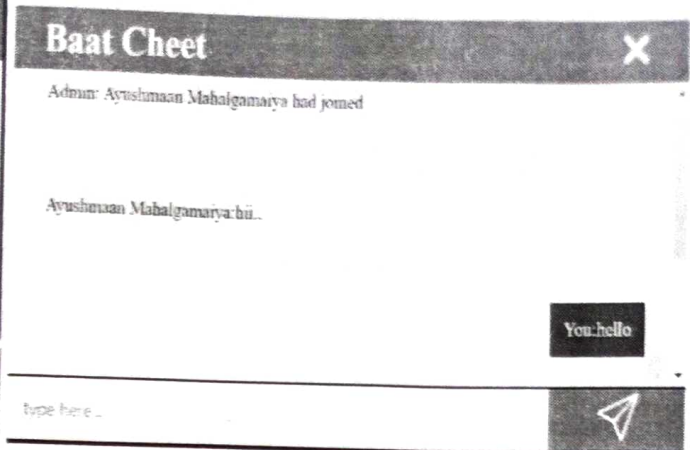 Baat Cheet
Admin: Ayushmaan Mahalgamaiya had joined
Ayushmaan Mahalgamaiya:hii..
You:hello
type here..